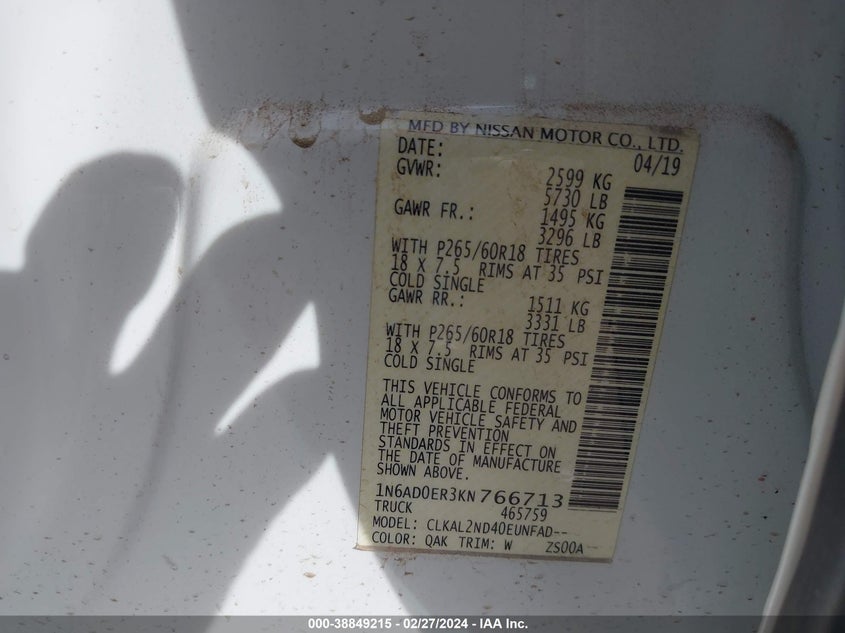 MFD BY NISSAN MOTOR CO., LTD.
DATE: 04/19
GVWR: 2599 KG
5730 LB
GAWR FR.: 1495 KG
3296 LB
WITH P265/60R18 TIRES
18 X 7.5 RIMS AT 35 PSI
COLD SINGLE
GAWR RR.: 1511 KG
3331 LB
WITH P265/60R18 TIRES
18 X 7.5 RIMS AT 35 PSI
COLD SINGLE
THIS VEHICLE CONFORMS TO
ALL APPLICABLE FEDERAL
MOTOR VEHICLE SAFETY AND
THEFT PREVENTION
STANDARDS IN EFFECT ON
THE DATE OF MANUFACTURE
SHOWN ABOVE.
1N6AD0ER3KN766713
TRUCK 465759
MODEL: CLKAL2ND40EUNFAD--
COLOR: QAK TRIM: W ZS00A--
000-38849215 - 02/27/2024 - IAA Inc.